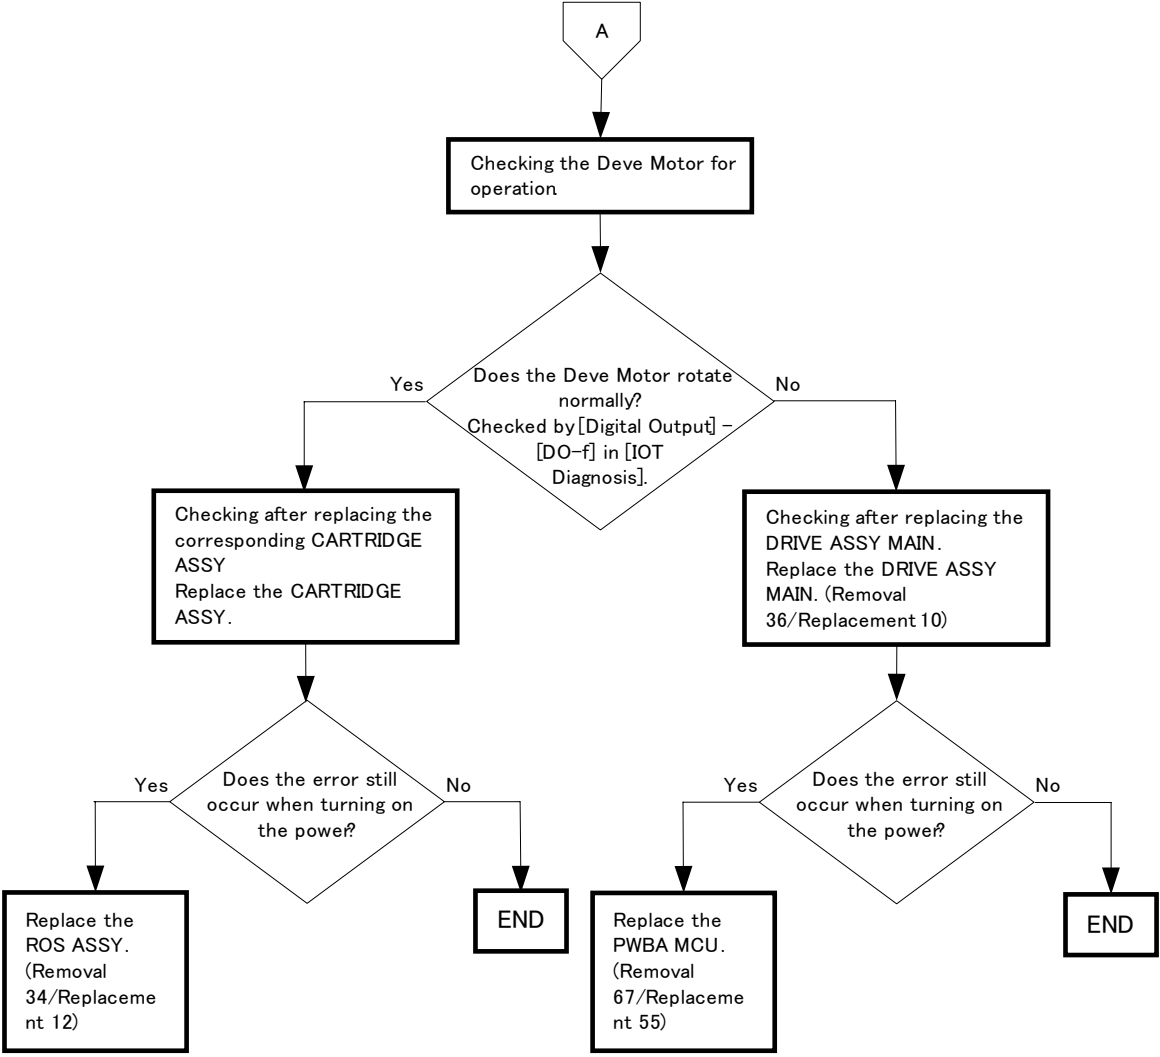 A
Checking the Deve Motor for
operation.
Yes
Does the Deve Motor rotate
normally?
Checked by [Digital Output] -
[DO-f] in [IOT
Diagnosis].
No
Checking after replacing the
corresponding CARTRIDGE
ASSY
Replace the CARTRIDGE
ASSY.
Checking after replacing the
DRIVE ASSY MAIN.
Replace the DRIVE ASSY
MAIN. (Removal
36/Replacement 10)
Yes
Does the error still
occur when turning on
the power?
No
Yes
Does the error still
occur when turning on
the power?
No
Replace the
ROS ASSY.
(Removal
34/Replaceme
nt 12)
END
Replace the
PWBA MCU.
(Removal
67/Replaceme
nt 55)
END